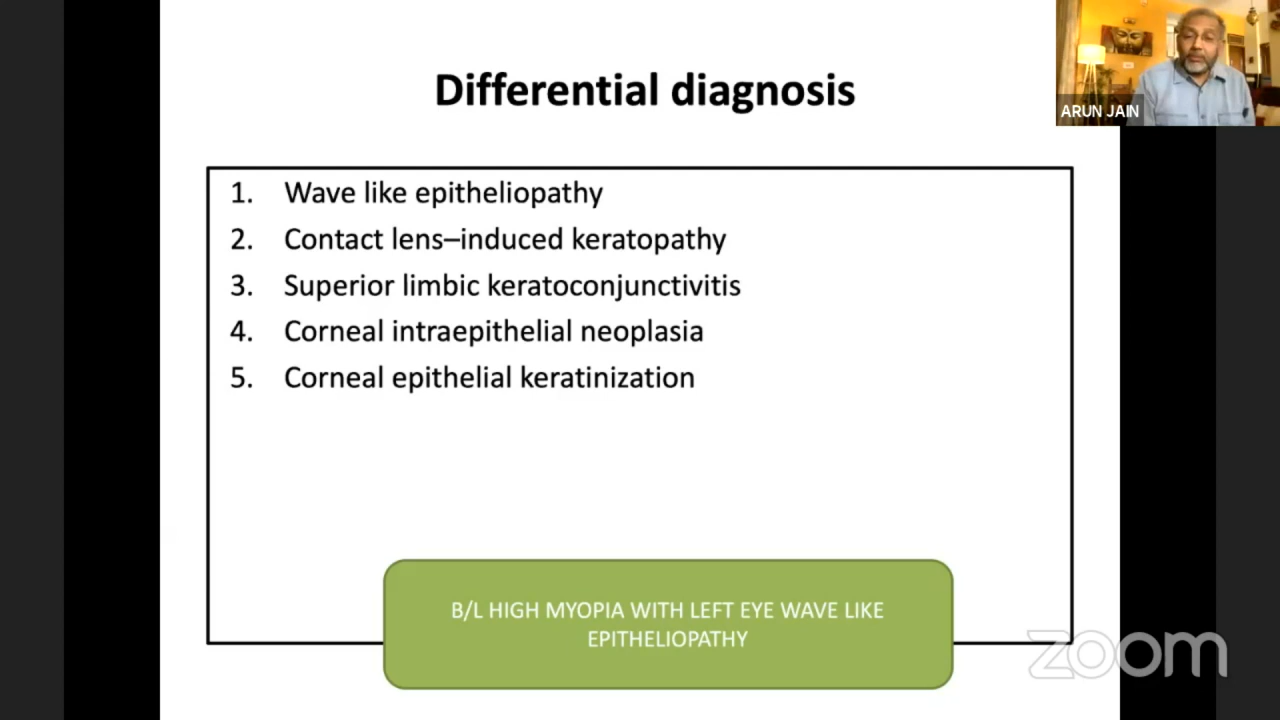 Differential diagnosis
ARUN JAIN
1. Wave like epitheliopathy
2. Contact lens–induced keratopathy
3. Superior limbic keratoconjunctivitis
4. Corneal intraepithelial neoplasia
5. Corneal epithelial keratinization
B/L HIGH MYOPIA WITH LEFT EYE WAVE LIKE
EPITHELIOPATHY
zoom